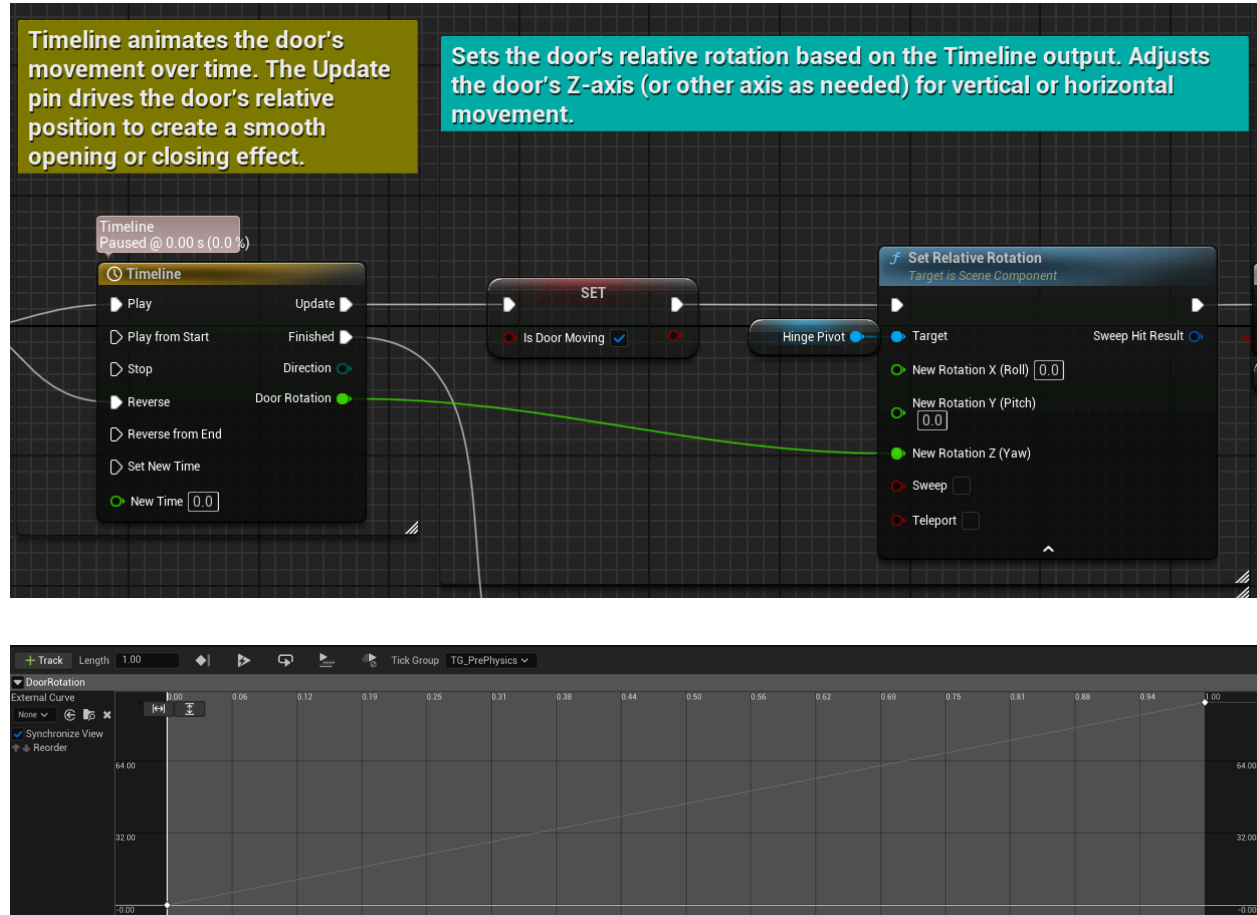 Timeline animates the door's
movement over time. The Update
pin drives the door's relative
position to create a smooth
opening or closing effect.
Sets the door's relative rotation based on the Timeline output. Adjusts
the door's Z-axis (or other axis as needed) for vertical or horizontal
movement.
Timeline
Paused @ 0.00 s (0.0 %)
Timeline
Play Update
Play from Start Finished
Stop Direction
Reverse Door Rotation
Reverse from End
Set New Time
New Time 0.0
SET
Is Door Moving
Hinge Pivot
f Set Relative Rotation
Target is Scene Component
Target Sweep Hit Result
New Rotation X (Roll) 0.0
New Rotation Y (Pitch)
0.0
New Rotation Z (Yaw)
Sweep
Teleport
+ Track Length 1.00 Tick Group TG_PrePhysics
DoorRotation
External Curve
None
Synchronize View
Reorder
0.00 0.06 0.12 0.19 0.25 0.31 0.38 0.44 0.50 0.56 0.62 0.69 0.75 0.81 0.88 0.94 1.00
64.00 64.00
32.00 32.00
-0.00 -0.00